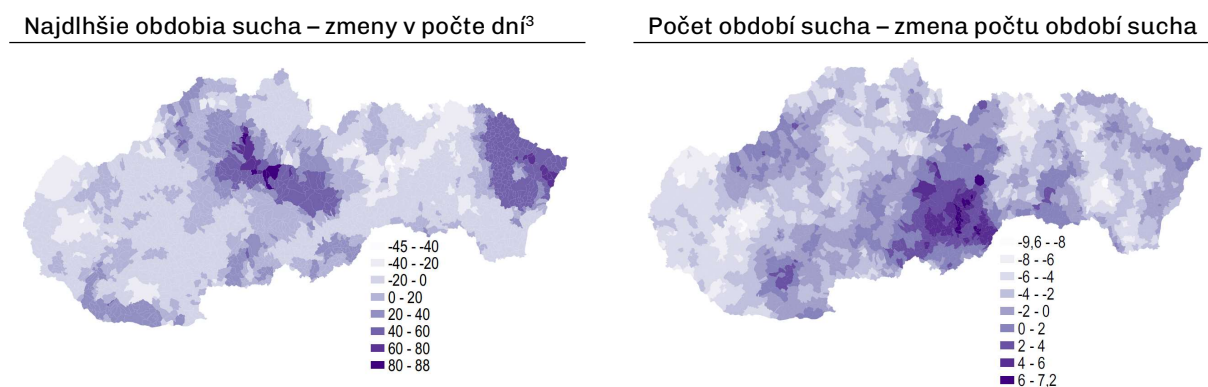 Najdlhšie obdobia sucha – zmeny v počte dní³
Počet období sucha – zmena počtu období sucha
-45 - -40
-40 - -20
-20 - 0
0 - 20
20 - 40
40 - 60
60 - 80
80 - 88
-9,6 - -8
-8 - -6
-6 - -4
-4 - -2
-2 - 0
0 - 2
2 - 4
4 - 6
6 - 7,2